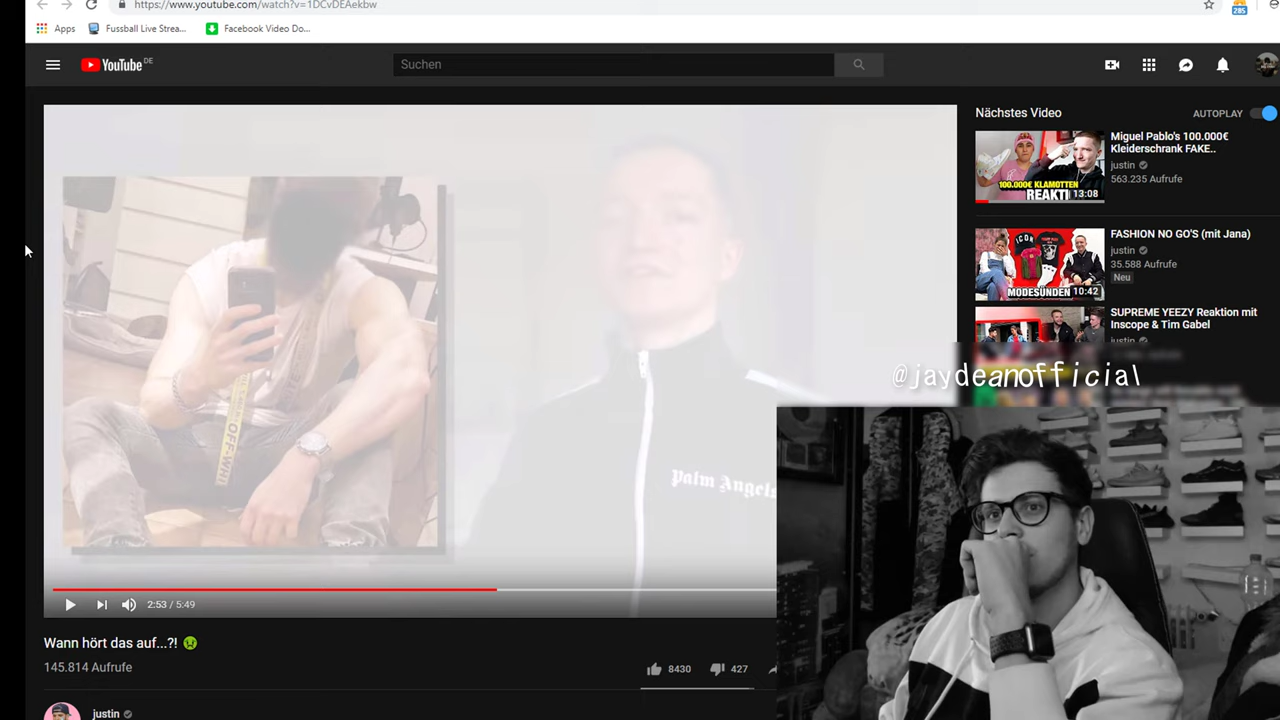 https://www.youtube.com/watch?v=1DCvDEAekbw
285
Apps
Fussball Live Strea...
Facebook Video Do...
YouTube DE
Suchen
Nächstes Video
AUTOPLAY
Miguel Pablo's 100.000€
Kleiderschrank FAKE..
justin
563.235 Aufrufe
100.000€ KLAMOTTEN
REAKTI
13:08
FASHION NO GO'S (mit Jana)
justin
35.588 Aufrufe
Neu
MODESÜNDEN
10:42
SUPREME YEEZY Reaktion mit
Inscope & Tim Gabel
justin
@jaydeanofficial
OFF-WHIT
Palm Angels
2:53 / 5:49
Wann hört das auf...?!
145.814 Aufrufe
8430
427
justin